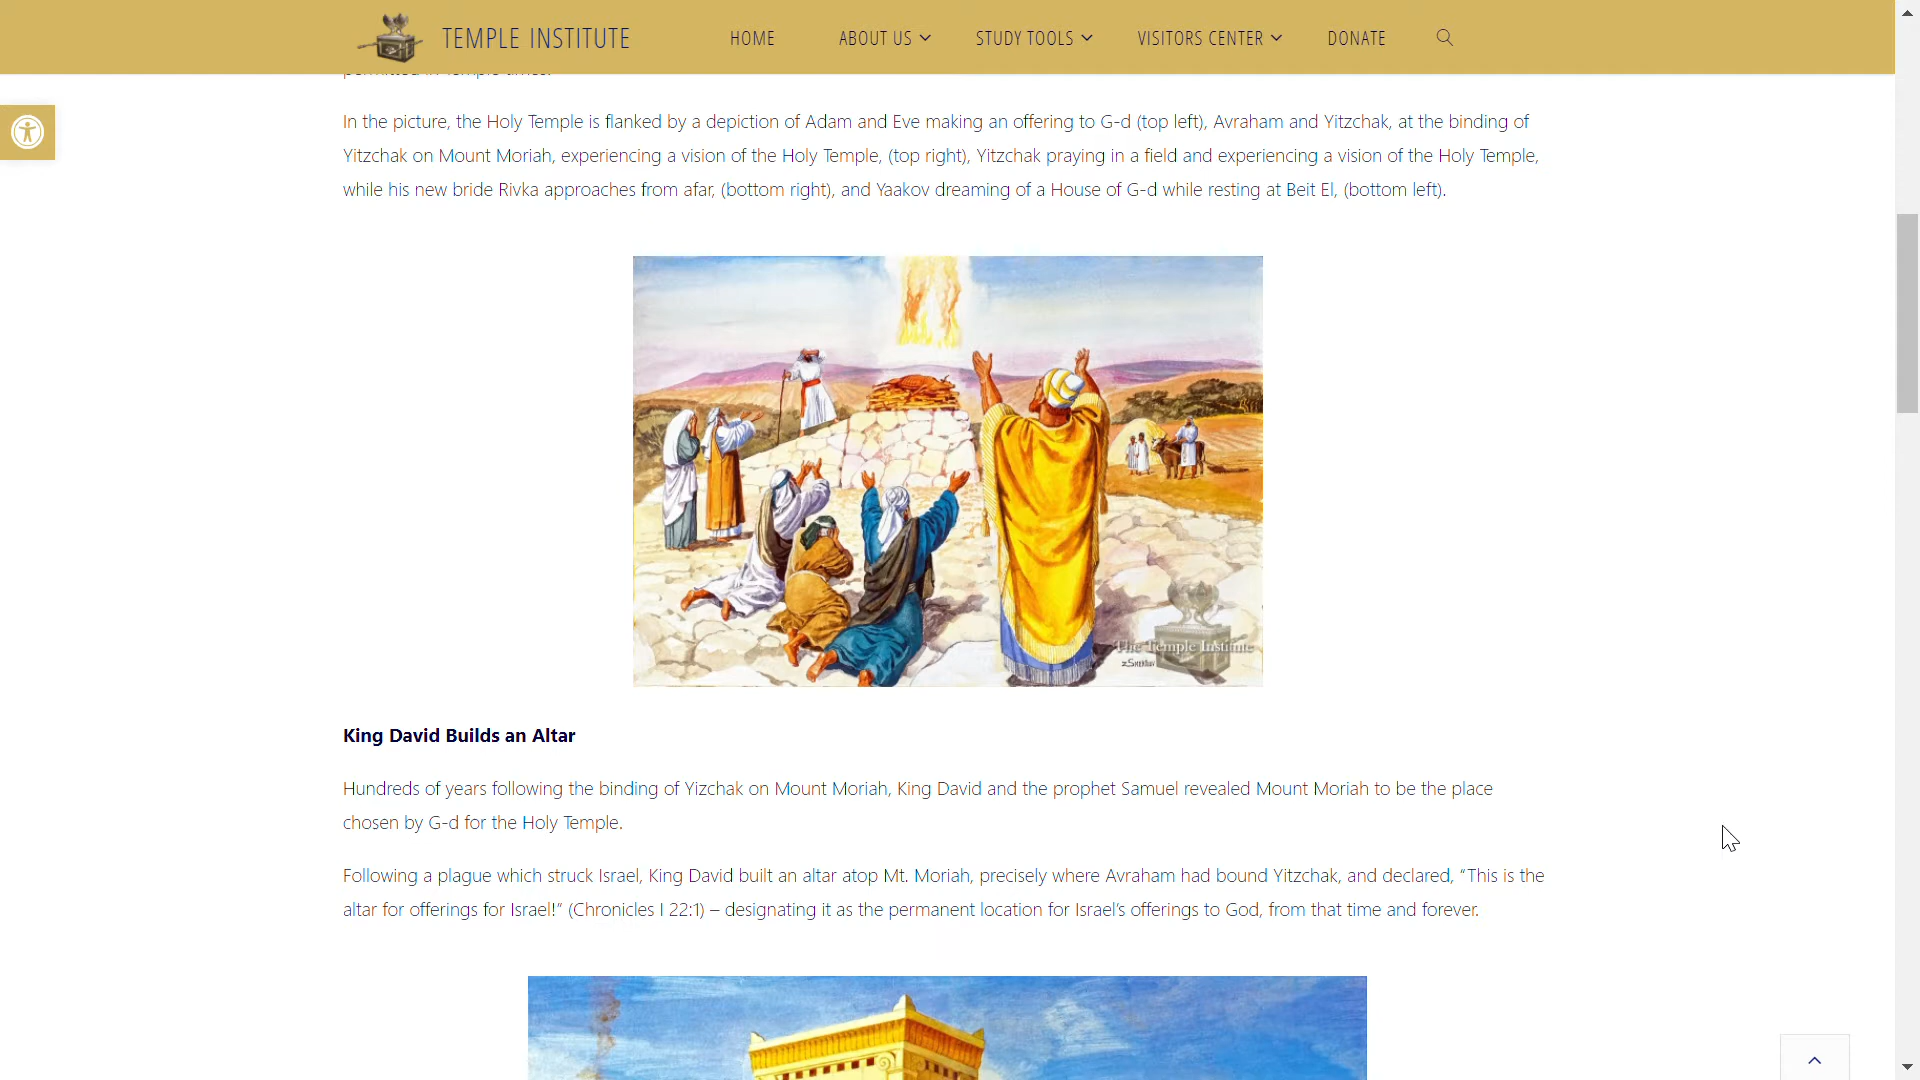 TEMPLE INSTITUTE
HOME
ABOUT US
STUDY TOOLS
VISITORS CENTER
DONATE
In the picture, the Holy Temple is flanked by a depiction of Adam and Eve making an offering to G-d (top left), Avraham and Yitzchak, at the binding of
Yitzchak on Mount Moriah, experiencing a vision of the Holy Temple, (top right), Yitzchak praying in a field and experiencing a vision of the Holy Temple,
while his new bride Rivka approaches from afar, (bottom right), and Yaakov dreaming of a House of G-d while resting at Beit El, (bottom left).
The Temple Institute
King David Builds an Altar
Hundreds of years following the binding of Yizchak on Mount Moriah, King David and the prophet Samuel revealed Mount Moriah to be the place
chosen by G-d for the Holy Temple.
Following a plague which struck Israel, King David built an altar atop Mt. Moriah, precisely where Avraham had bound Yitzchak, and declared, “This is the
altar for offerings for Israel!” (Chronicles I 22:1) – designating it as the permanent location for Israel’s offerings to God, from that time and forever.